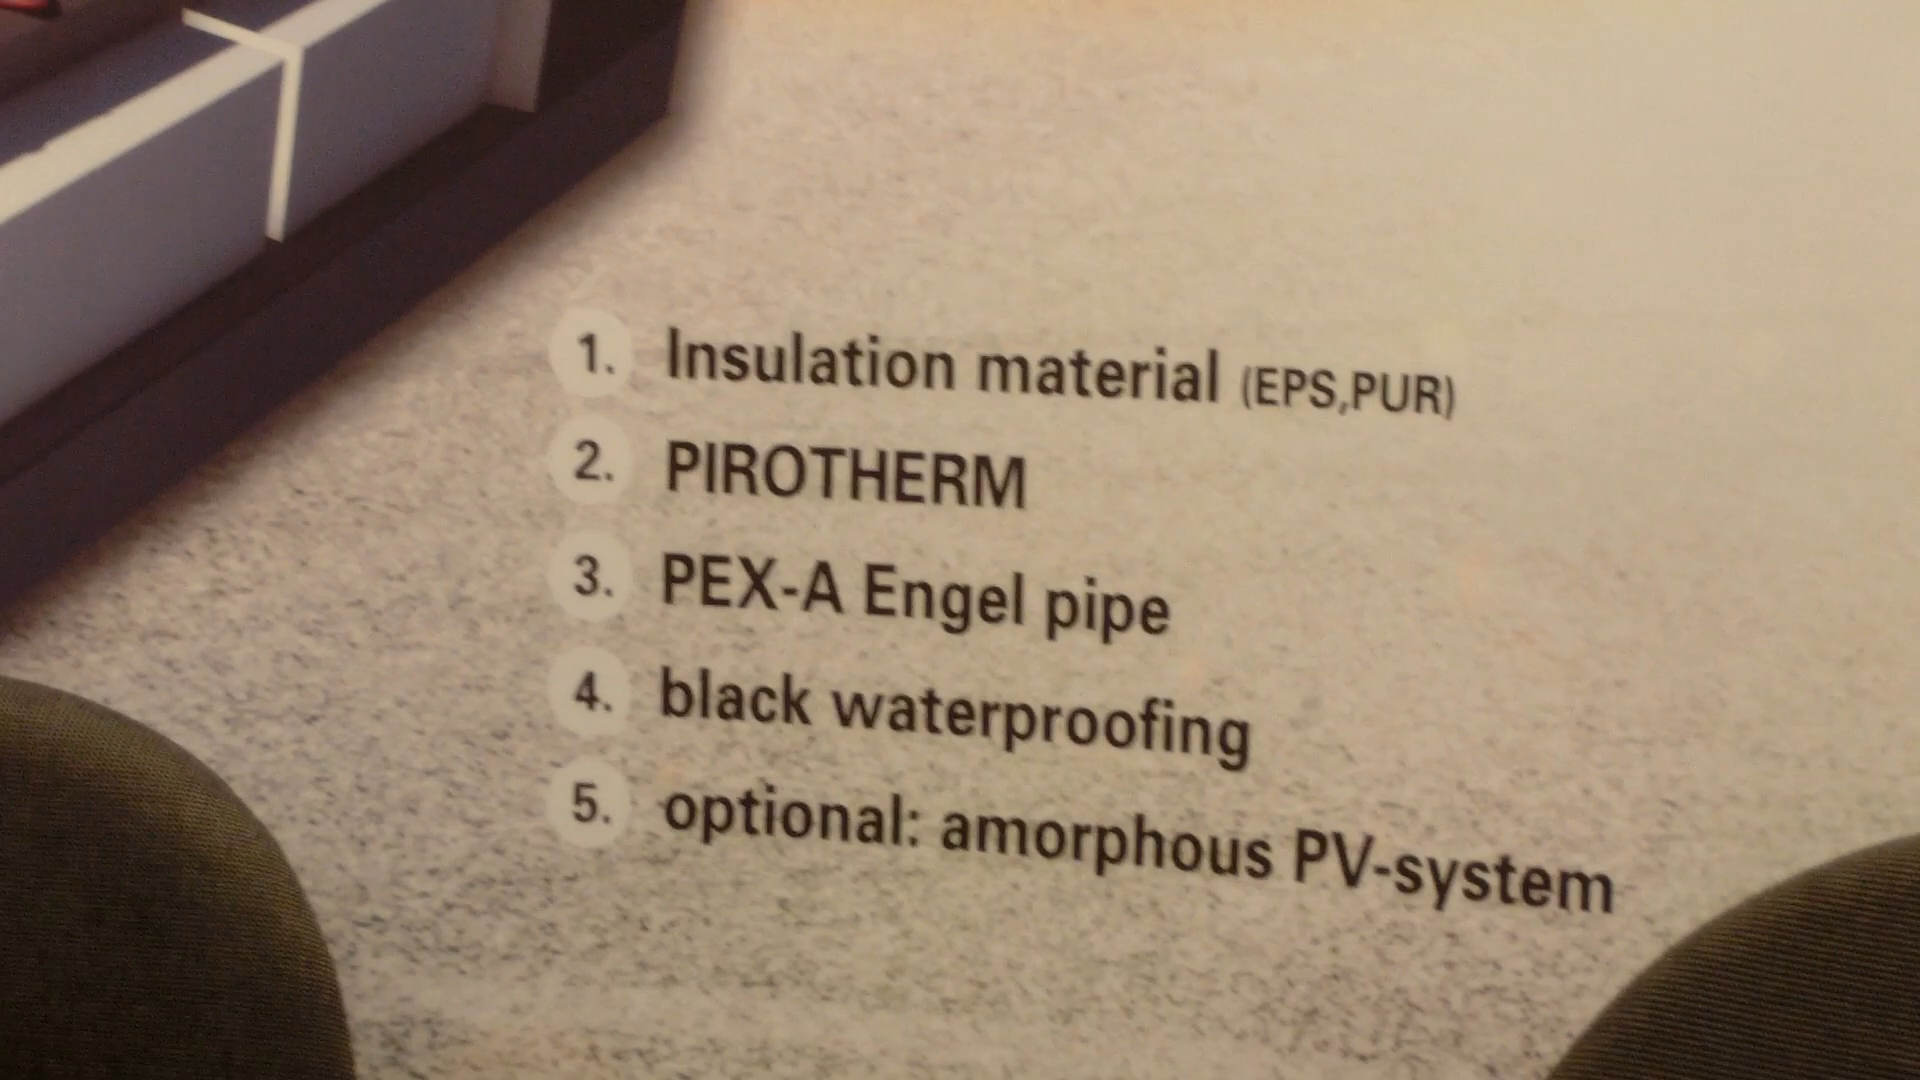 1. Insulation material (EPS,PUR)
2. PIROTHERM
3. PEX-A Engel pipe
4. black waterproofing
5. optional: amorphous PV-system